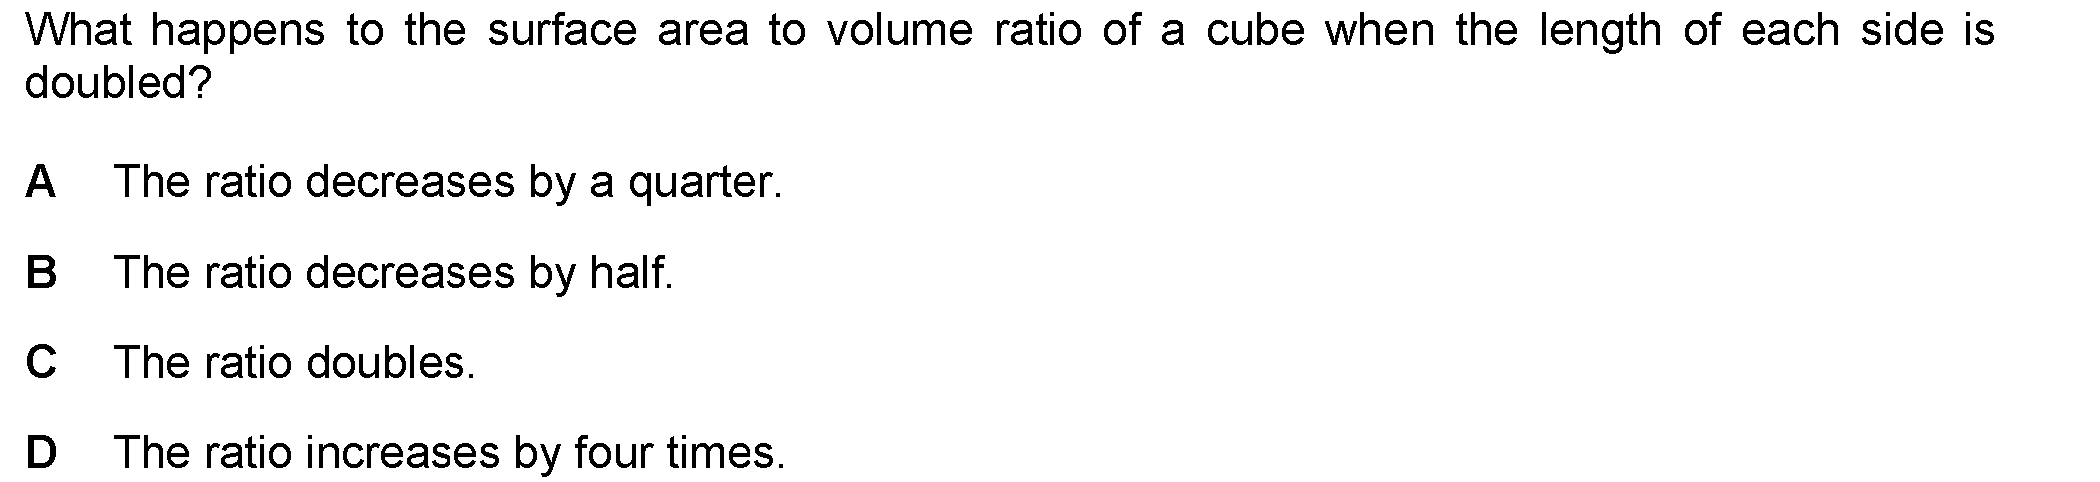 What happens to the surface area to volume ratio of a cube when the length of each side is
doubled?
A The ratio decreases by a quarter.
B The ratio decreases by half.
C The ratio doubles.
D The ratio increases by four times.